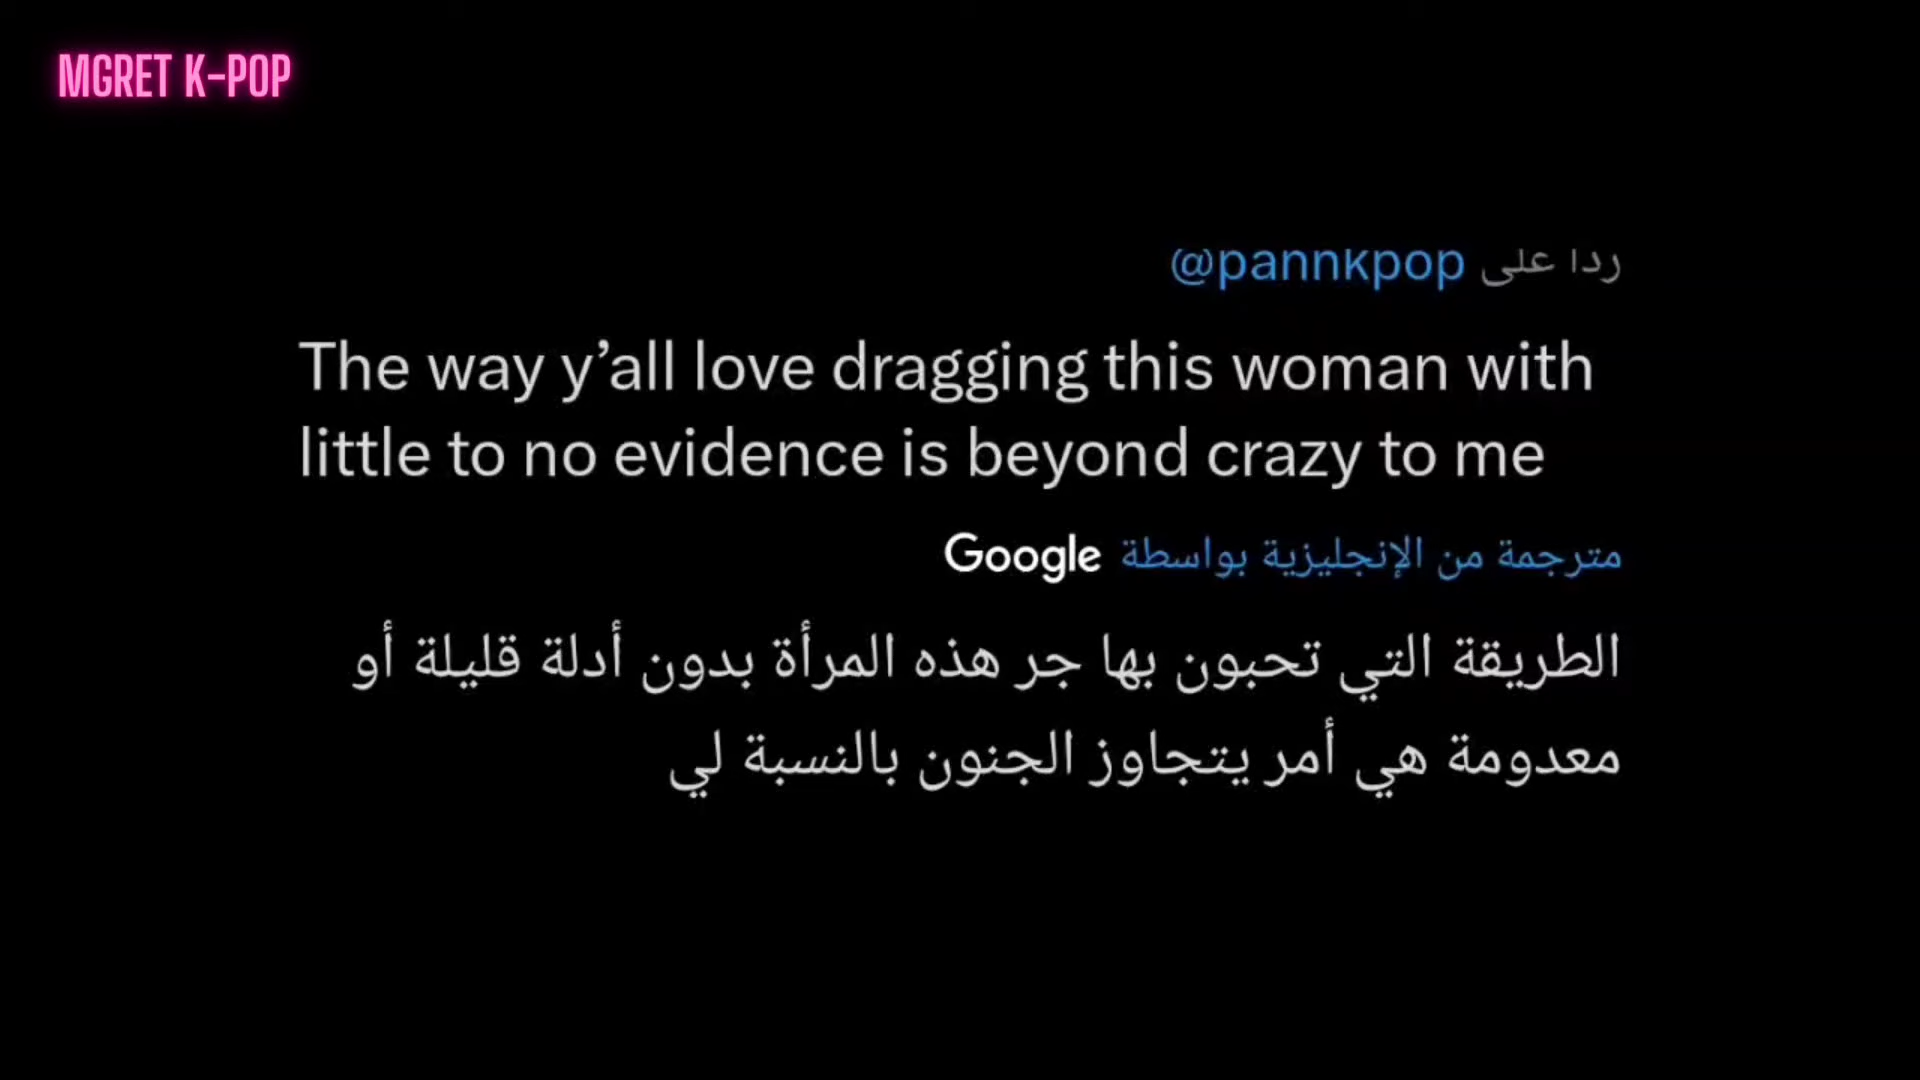 MGRET K-POP
ردا على @pannkpop
The way y’all love dragging this woman with
little to no evidence is beyond crazy to me
مترجمة من الإنجليزية بواسطة Google
الطريقة التي تحبون بها جر هذه المرأة بدون أدلة قليلة أو
معدومة هي أمر يتجاوز الجنون بالنسبة لي